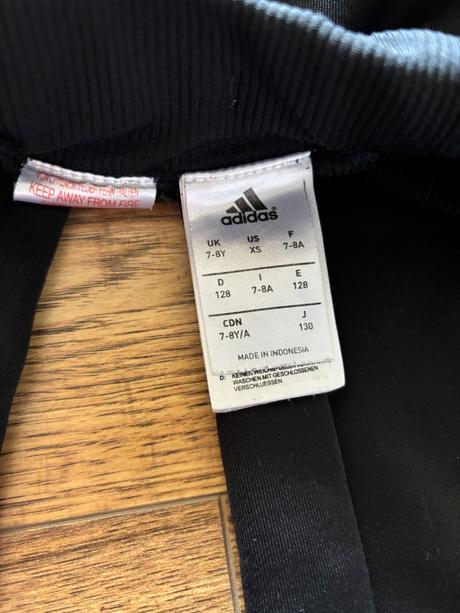 KEEP AWAY FROM FIRE
adidas
UK US F
7-8Y XS 7-8A
D I E
128 7-8A 128
CDN J
7-8Y/A 130
MADE IN INDONESIA
D:
WASCHEN MIT GESCHLOSSENEN
VERSCHLUESSEN